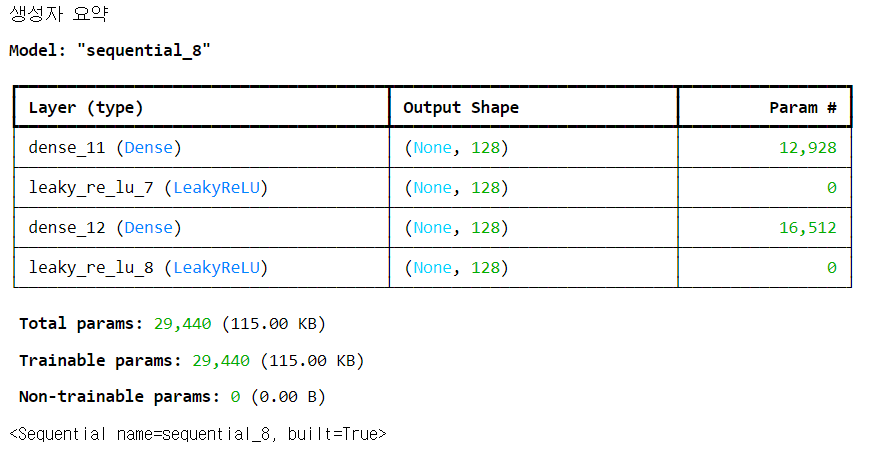 생성자 요약
Model: "sequential_8"
Layer (type) Output Shape Param #
dense_11 (Dense) (None, 128) 12,928
leaky_re_lu_7 (LeakyReLU) (None, 128) 0
dense_12 (Dense) (None, 128) 16,512
leaky_re_lu_8 (LeakyReLU) (None, 128) 0
Total params: 29,440 (115.00 KB)
Trainable params: 29,440 (115.00 KB)
Non-trainable params: 0 (0.00 B)
<Sequential name=sequential_8, built=True>